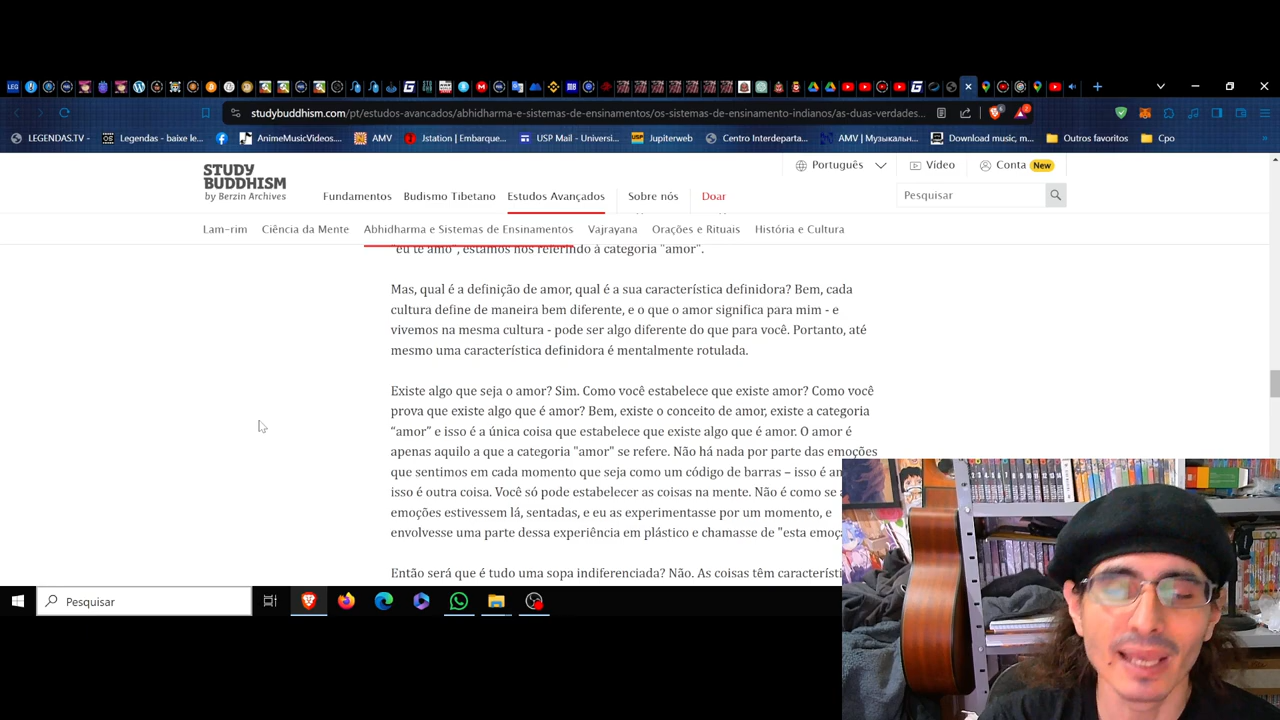 studybuddhism.com/pt/estudos-avancados/abhidharma-e-sistemas-de-ensinamento/os-sistemas-de-ensinamento-indianos/as-duas-verdades...
LEGENDAS.TV -
Legendas - baixe le...
AnimeMusicVideos....
AMV
Jstation (Embarque...
USP Mail - Universi...
Jupiterweb
Centro Interdeparta...
AMV | Музыкальн...
Download music, m...
Outros favoritos
Cpo
STUDY
BUDDHISM
by Berzin Archives
Português
Vídeo
Conta New
Fundamentos
Budismo Tibetano
Estudos Avançados
Sobre nós
Doar
Pesquisar
Lam-rim
Ciência da Mente
Abhidharma e Sistemas de Ensinamentos
Vajrayana
Orações e Rituais
História e Cultura
"eu te amo", estamos nos referindo à categoria "amor".
Mas, qual é a definição de amor, qual é a sua característica definidora? Bem, cada
cultura define de maneira bem diferente, e o que o amor significa para mim - e
vivemos na mesma cultura - pode ser algo diferente do que para você. Portanto, até
mesmo uma característica definidora é mentalmente rotulada.
Existe algo que seja o amor? Sim. Como você estabelece que existe amor? Como você
prova que existe algo que é amor? Bem, existe o conceito de amor, existe a categoria
“amor” e isso é a única coisa que estabelece que existe algo que é amor. O amor é
apenas aquilo a que a categoria "amor" se refere. Não há nada por parte das emoções
que sentimos em cada momento que seja como um código de barras – isso é
isso é outra coisa. Você só pode estabelecer as coisas na mente. Não é como se
emoções estivessem lá, sentadas, e eu as experimentasse por um momento, e
envolvesse uma parte dessa experiência em plástico e chamasse de "esta
Então será que é tudo uma sopa indiferenciada? Não. As coisas têm
Pesquisar